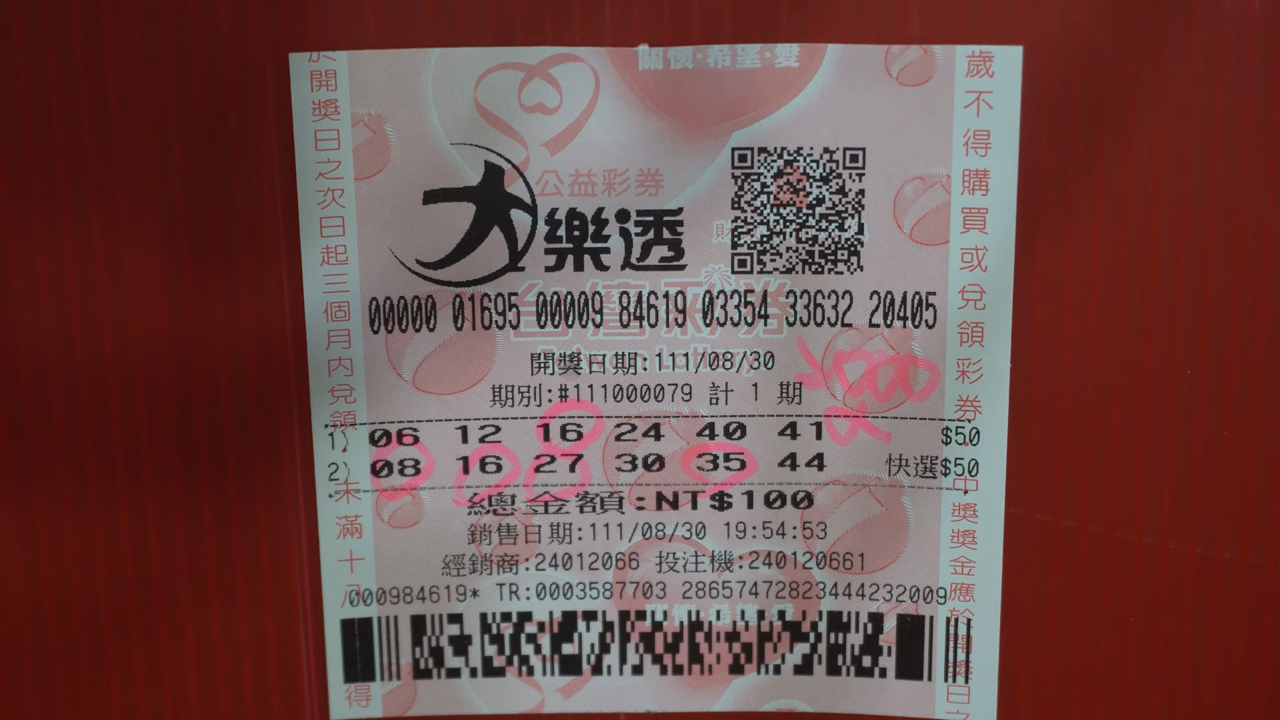 關懷·希望·愛
公益彩券
大樂透
00000 01695 00009 84619 03354 33632 20405
台灣彩券
開獎日期:111/08/30
期別:#111000079 計 1 期
1) 06 12 16 24 40 41 $50
2) 08 16 27 30 35 44 快選$50
總金額:NT$100
銷售日期:111/08/30 19:54:53
經銷商:24012066 投注機:240120661
000984619* TR:0003587703 28657472823444232009
關懷·希望·愛
於開獎日之次日起三個月內兌領
未滿十八
得
歲不得購買或兌領彩券
中獎獎金應於開獎日之